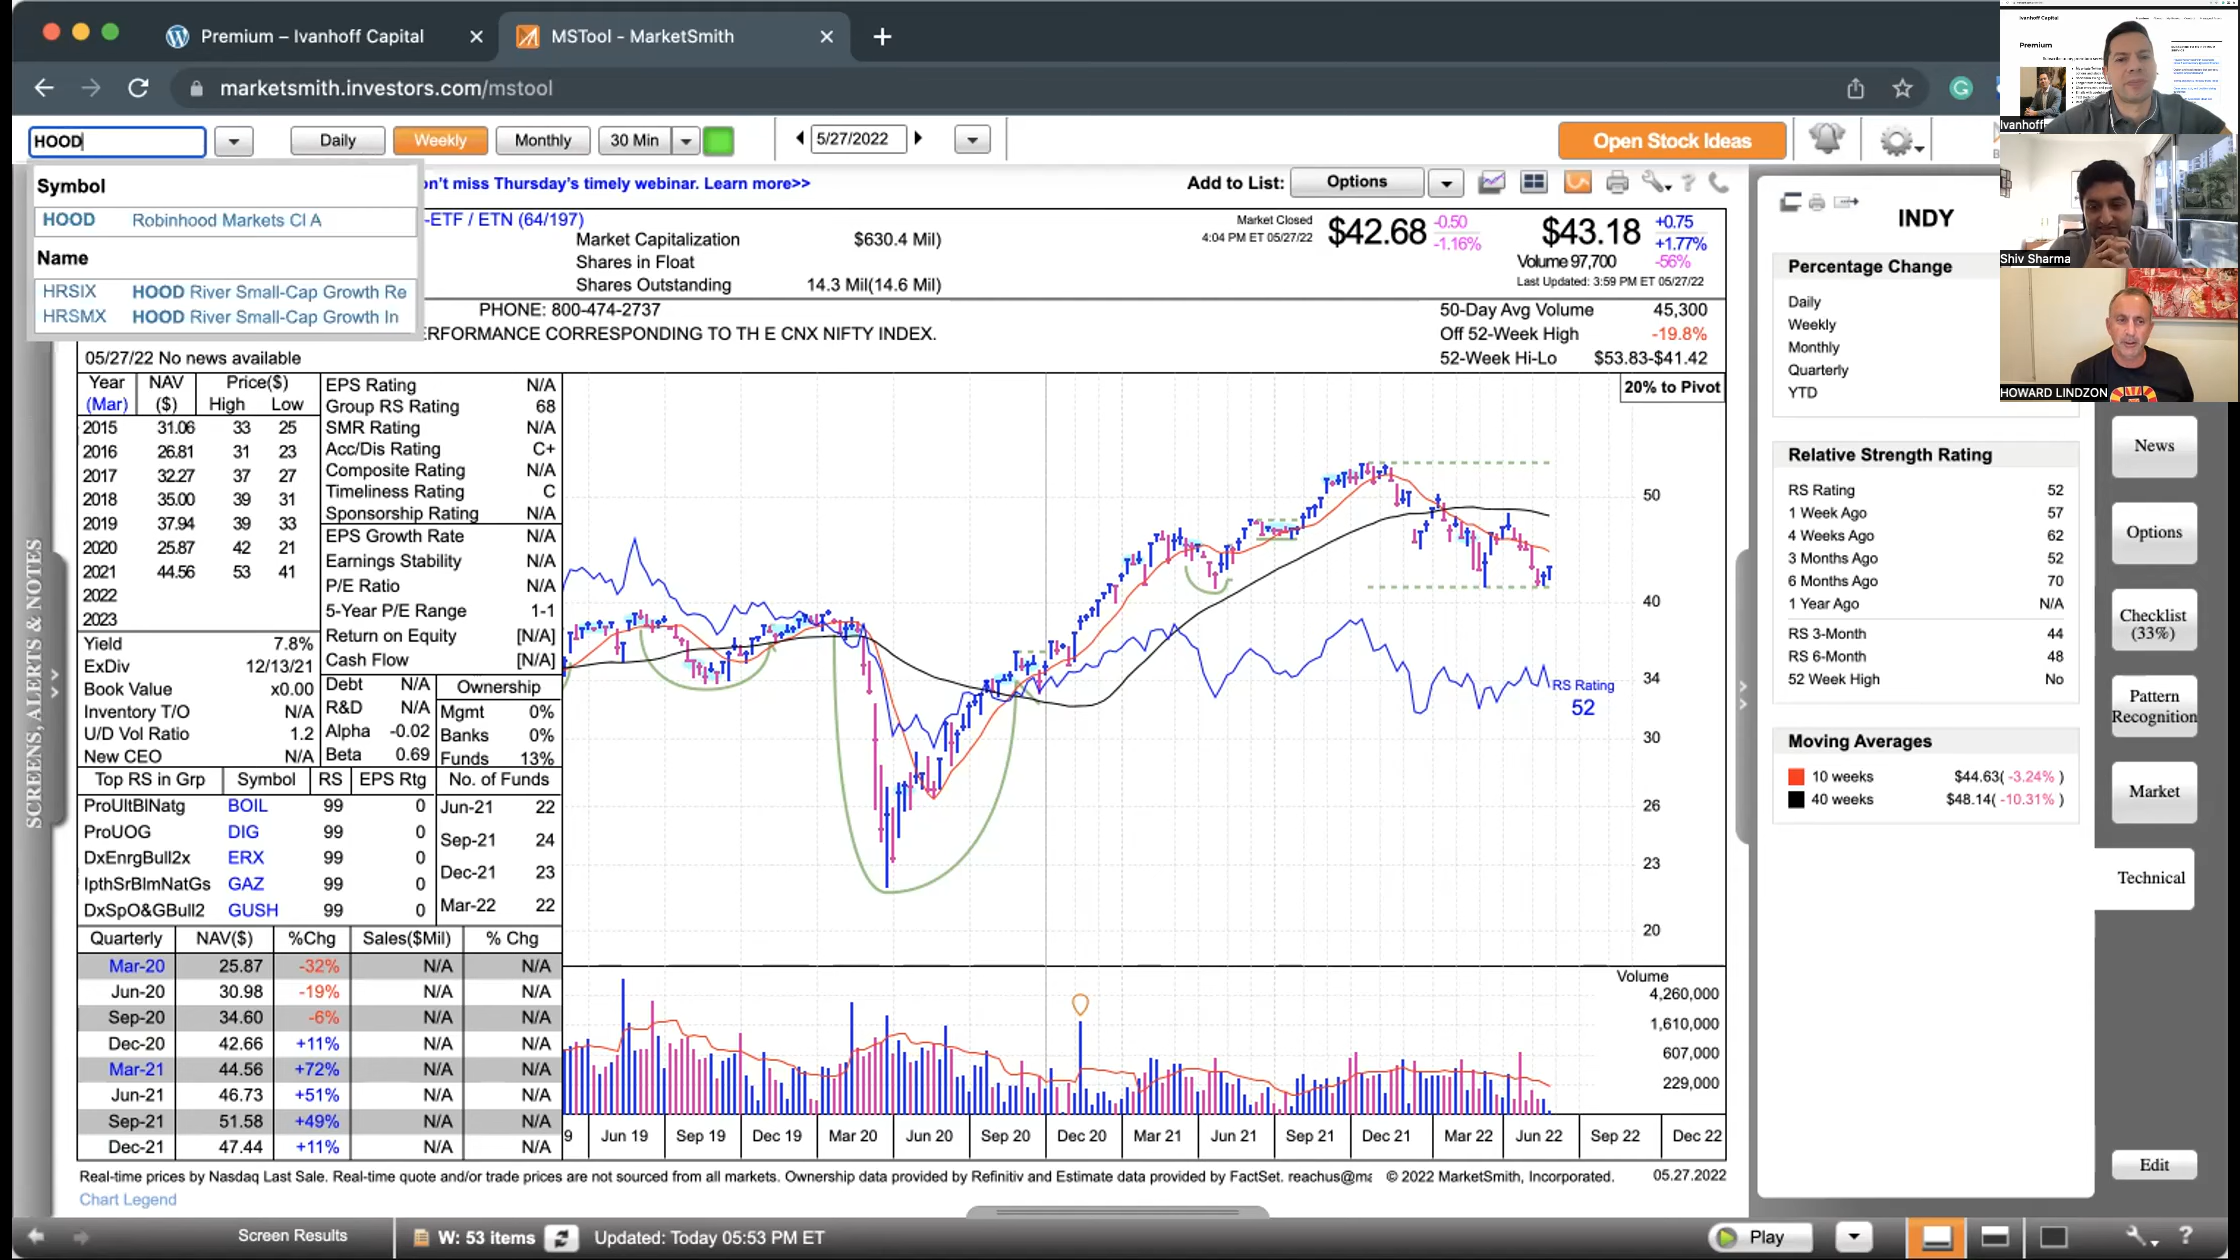 Premium – Ivanhoff Capital
MSTool - MarketSmith
marketsmith.investors.com/mstool
HOOD
Daily
Weekly
Monthly
30 Min
5/27/2022
Open Stock Ideas
Symbol
HOOD Robinhood Markets Cl A
Name
HRSIX HOOD River Small-Cap Growth Re
HRSMX HOOD River Small-Cap Growth In
on't miss Thursday's timely webinar. Learn more>>
Add to List: Options
-ETF / ETN (64/197)
Market Capitalization $630.4 Mil)
Shares in Float
Shares Outstanding 14.3 Mil(14.6 Mil)
Market Closed
4:04 PM ET 05/27/22
$42.68 -0.50
-1.16%
$43.18 +0.75
+1.77%
Volume 97,700 -56%
Last Updated: 3:59 PM ET 05/27/22
PHONE: 800-474-2737
ERFORMANCE CORRESPONDING TO TH E CNX NIFTY INDEX.
05/27/22 No news available
50-Day Avg Volume 45,300
Off 52-Week High -19.8%
52-Week Hi-Lo $53.83-$41.42
Year NAV Price($)
(Mar) ($) High Low
2015 31.06 33 25
2016 26.81 31 23
2017 32.27 37 27
2018 35.00 39 31
2019 37.94 39 33
2020 25.87 42 21
2021 44.56 53 41
2022
2023
EPS Rating N/A
Group RS Rating 68
SMR Rating N/A
Acc/Dis Rating C+
Composite Rating N/A
Timeliness Rating C
Sponsorship Rating N/A
EPS Growth Rate N/A
Earnings Stability N/A
P/E Ratio N/A
5-Year P/E Range 1-1
Return on Equity [N/A]
Cash Flow [N/A]
Yield 7.8%
ExDiv 12/13/21
Book Value x0.00
Inventory T/O N/A
U/D Vol Ratio 1.2
New CEO N/A
Debt N/A
R&D N/A
Alpha -0.02
Beta 0.69
Ownership
Mgmt 0%
Banks 0%
Funds 13%
Top RS in Grp Symbol RS EPS Rtg
ProUltBlNatg BOIL 99 0
ProUOG DIG 99 0
DxEnrgBull2x ERX 99 0
IpthSrBlmNatGs GAZ 99 0
DxSpO&GBull2 GUSH 99 0
No. of Funds
Jun-21 22
Sep-21 24
Dec-21 23
Mar-22 22
Quarterly NAV($) %Chg Sales($Mil) % Chg
Mar-20 25.87 -32% N/A N/A
Jun-20 30.98 -19% N/A N/A
Sep-20 34.60 -6% N/A N/A
Dec-20 42.66 +11% N/A N/A
Mar-21 44.56 +72% N/A N/A
Jun-21 46.73 +51% N/A N/A
Sep-21 51.58 +49% N/A N/A
Dec-21 47.44 +11% N/A N/A
20% to Pivot
50
40
34
30
26
23
20
RS Rating
52
Volume
4,260,000
1,610,000
607,000
229,000
9 Jun 19 Sep 19 Dec 19 Mar 20 Jun 20 Sep 20 Dec 20 Mar 21 Jun 21 Sep 21 Dec 21 Mar 22 Jun 22 Sep 22 Dec 22
Real-time prices by Nasdaq Last Sale. Real-time quote and/or trade prices are not sourced from all markets. Ownership data provided by Refinitiv and Estimate data provided by FactSet. reachus@ma © 2022 MarketSmith, Incorporated. 05.27.2022
Chart Legend
SCREENS, ALERTS & NOTES
INDY
Percentage Change
Daily
Weekly
Monthly
Quarterly
YTD
Relative Strength Rating
RS Rating 52
1 Week Ago 57
4 Weeks Ago 62
3 Months Ago 52
6 Months Ago 70
1 Year Ago N/A
RS 3-Month 44
RS 6-Month 48
52 Week High No
Moving Averages
10 weeks $44.63( -3.24% )
40 weeks $48.14( -10.31% )
News
Options
Checklist
(33%)
Pattern
Recognition
Market
Technical
Edit
Ivanhoff Capital
Premium
Ivanhoff
Shiv Sharma
HOWARD LINDZON
Screen Results
W: 53 items
Updated: Today 05:53 PM ET
Play